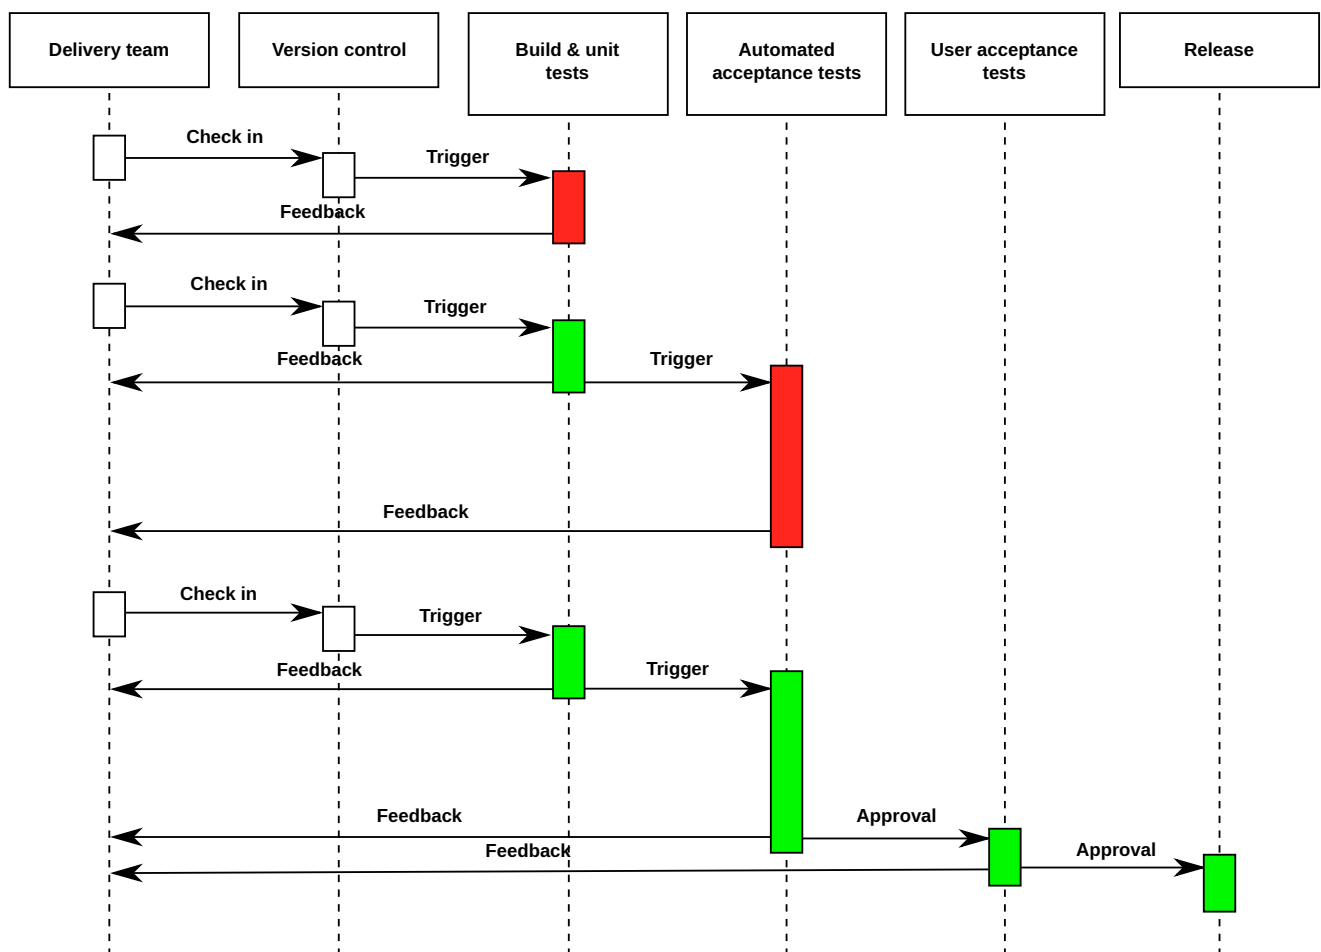 Delivery team
Version control
Build & unit
tests
Automated
acceptance tests
User acceptance
tests
Release
Check in
Trigger
Feedback
Check in
Trigger
Feedback
Trigger
Feedback
Check in
Trigger
Feedback
Trigger
Feedback
Approval
Feedback
Approval